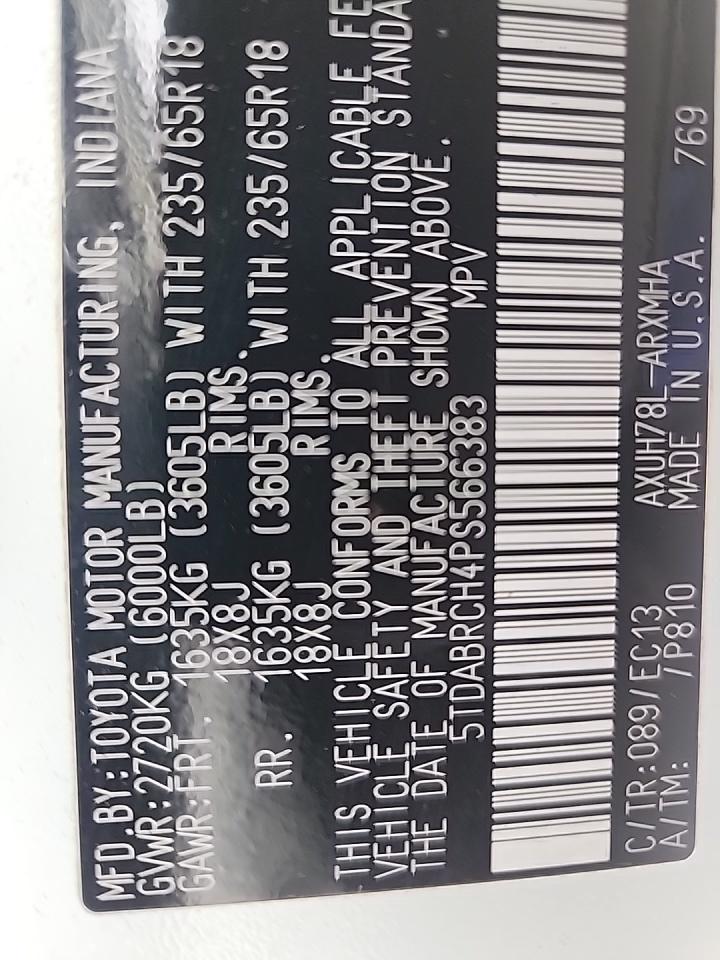 MFD.BY:TOYOTA MOTOR MANUFACTURING, INDIANA,
GVWR:2720KG (6000LB)
GAWR:FRT. 1635KG (3605LB) WITH 235/65R18
18X8J RIMS.
RR. 1635KG (3605LB) WITH 235/65R18
18X8J RIMS.
THIS VEHICLE CONFORMS TO ALL APPLICABLE FE
VEHICLE SAFETY AND THEFT PREVENTION STANDA
THE DATE OF MANUFACTURE SHOWN ABOVE.
5TDABRCH4PS566383 MPV
C/TR:089/EC13 AXUH78L-ARXMHA 769
A/TM: /P810 MADE IN U.S.A.